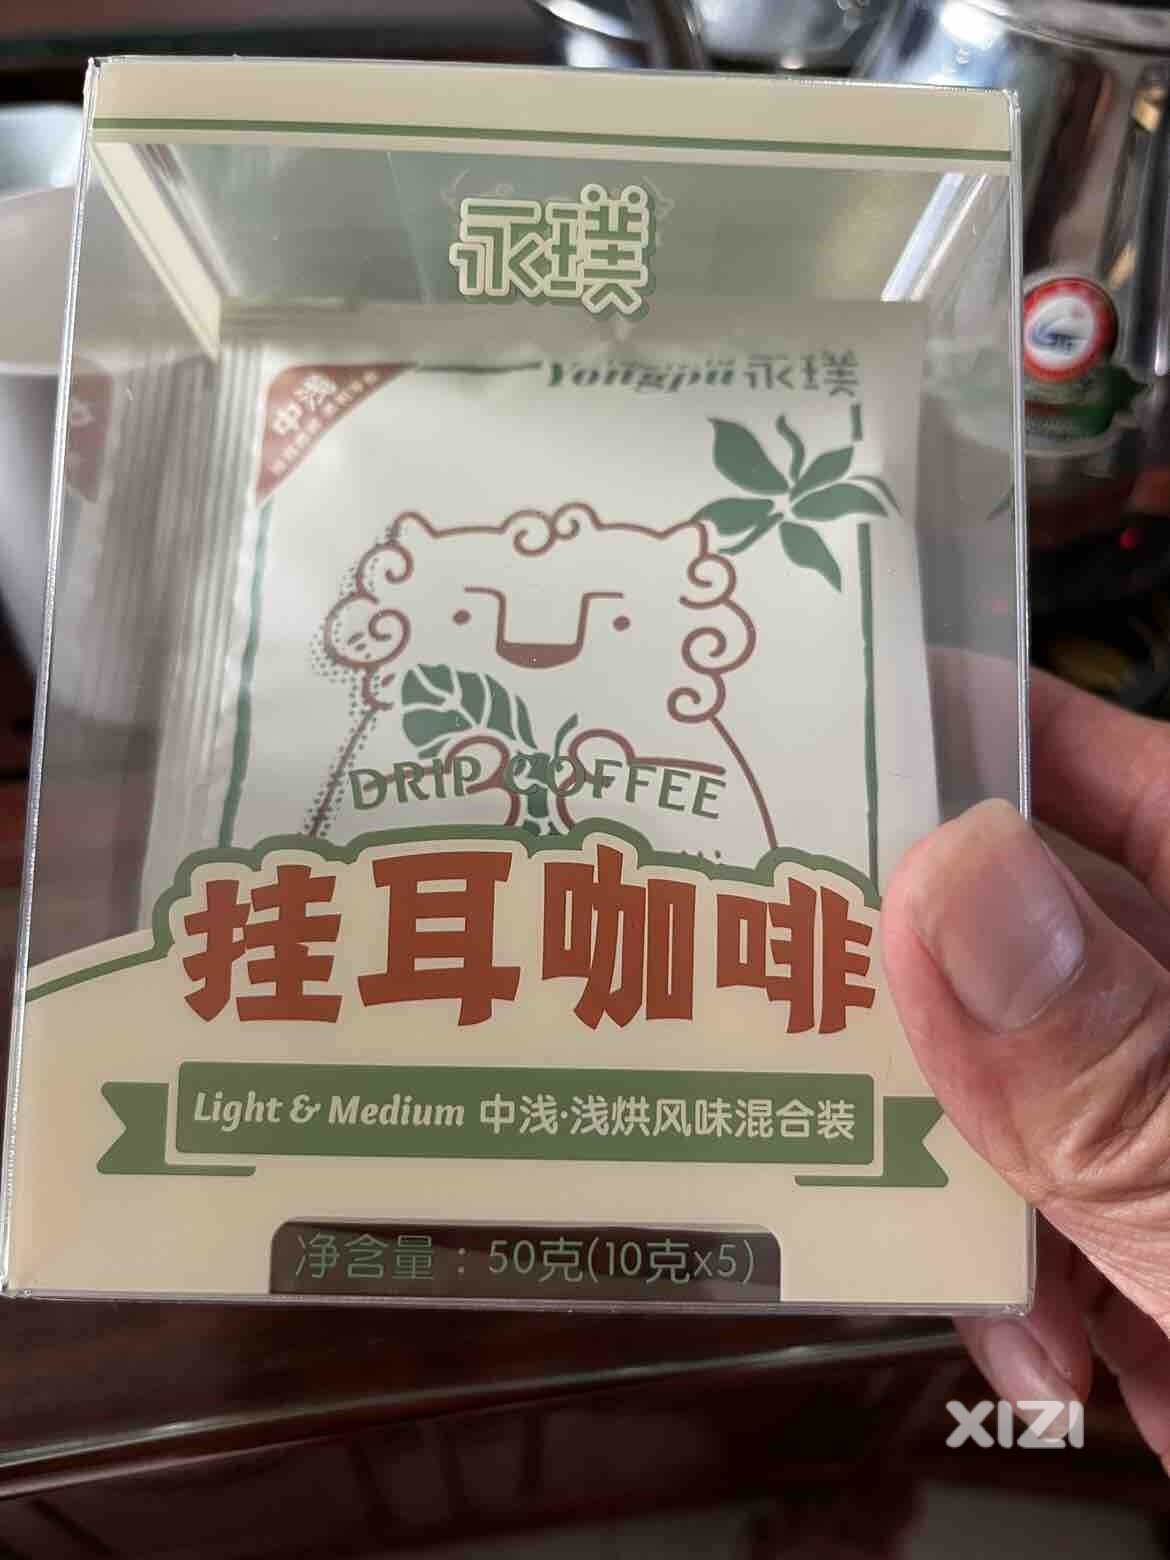 永璞
Yongpu 永璞
中浅
DRIP COFFEE
挂耳咖啡
Light & Medium 中浅·浅烘风味混合装
净含量：50克(10克x5)
XIZI